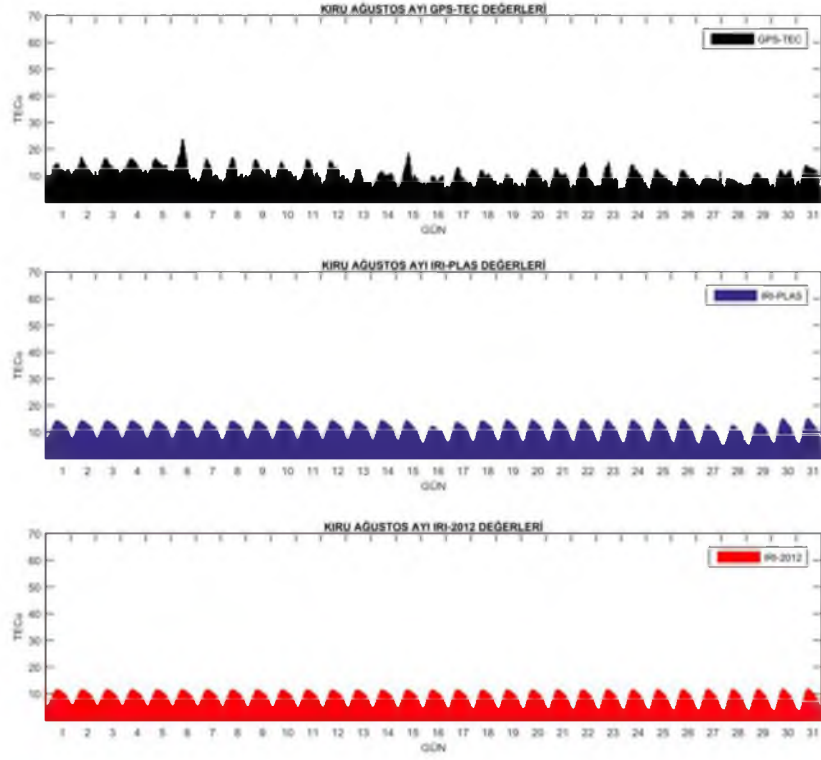 KIRU AĞUSTOS AYI GPS-TEC DEĞERLERİ
GPS-TEC
70
60
50
40
30
20
10
TECu
1 2 3 4 5 6 7 8 9 10 11 12 13 14 15 16 17 18 19 20 21 22 23 24 25 26 27 28 29 30 31
GÜN
KIRU AĞUSTOS AYI IRI-PLAS DEĞERLERİ
IRI-PLAS
70
60
50
40
30
20
10
TECu
1 2 3 4 5 6 7 8 9 10 11 12 13 14 15 16 17 18 19 20 21 22 23 24 25 26 27 28 29 30 31
GÜN
KIRU AĞUSTOS AYI IRI-2012 DEĞERLERİ
IRI-2012
70
60
50
40
30
20
10
TECu
1 2 3 4 5 6 7 8 9 10 11 12 13 14 15 16 17 18 19 20 21 22 23 24 25 26 27 28 29 30 31
GÜN